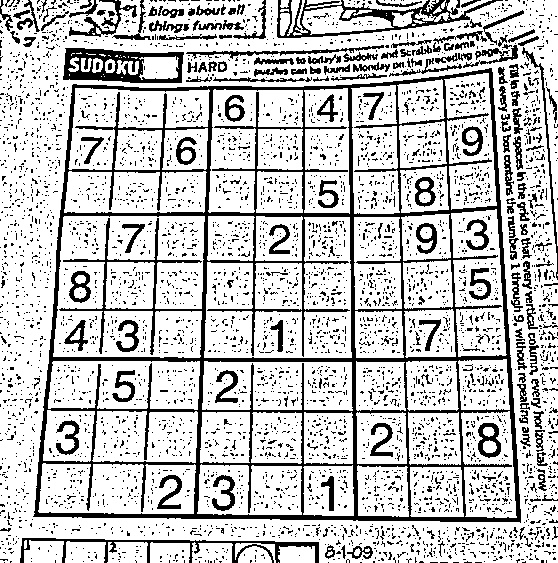 blogs about all
things funnies.
SUDOKU HARD
Answers to today's Sudoku and Scrabble Grams
puzzles can be found Monday on the preceding page.
Fill in the blank spaces in the grid so that every vertical column, every horizontal row
and every 3x3 box contains the numbers 1 through 9, without repeating any.
6 4 7
7 6 9
5 8
7 2 9 3
8 5
4 3 1 7
5 2
3 2 8
2 3 1
1 2 3
8-1-09